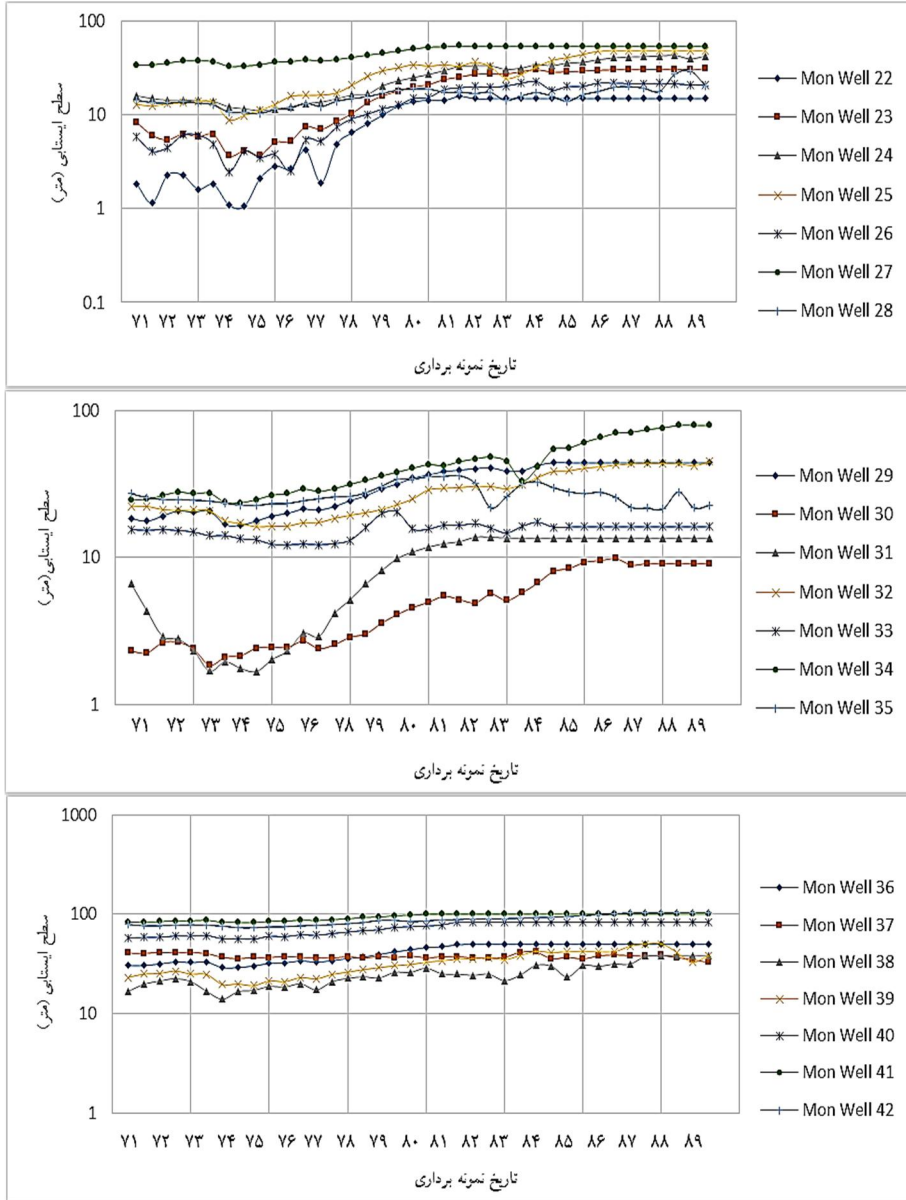 100
10
1
0.1
سطح ایستابی (متر)
۷۱ ۷۲ ۷۳ ۷۴ ۷۵ ۷۶ ۷۷ ۷۸ ۷۹ ۸۰ ۸۱ ۸۲ ۸۳ ۸۴ ۸۵ ۸۶ ۸۷ ۸۸ ۸۹
تاریخ نمونه برداری
Mon Well 22
Mon Well 23
Mon Well 24
Mon Well 25
Mon Well 26
Mon Well 27
Mon Well 28
100
10
1
سطح ایستابی(متر)
۷۱ ۷۲ ۷۳ ۷۴ ۷۵ ۷۶ ۷۸ ۷۹ ۸۰ ۸۱ ۸۲ ۸۳ ۸۴ ۸۵ ۸۶ ۸۷ ۸۸ ۸۹
تاریخ نمونه برداری
Mon Well 29
Mon Well 30
Mon Well 31
Mon Well 32
Mon Well 33
Mon Well 34
Mon Well 35
1000
100
10
1
سطح ایستابی (متر)
۷۱ ۷۲ ۷۳ ۷۴ ۷۵ ۷۶ ۷۷ ۷۸ ۷۹ ۸۰ ۸۱ ۸۲ ۸۳ ۸۴ ۸۵ ۸۶ ۸۷ ۸۸ ۸۹
تاریخ نمونه برداری
Mon Well 36
Mon Well 37
Mon Well 38
Mon Well 39
Mon Well 40
Mon Well 41
Mon Well 42